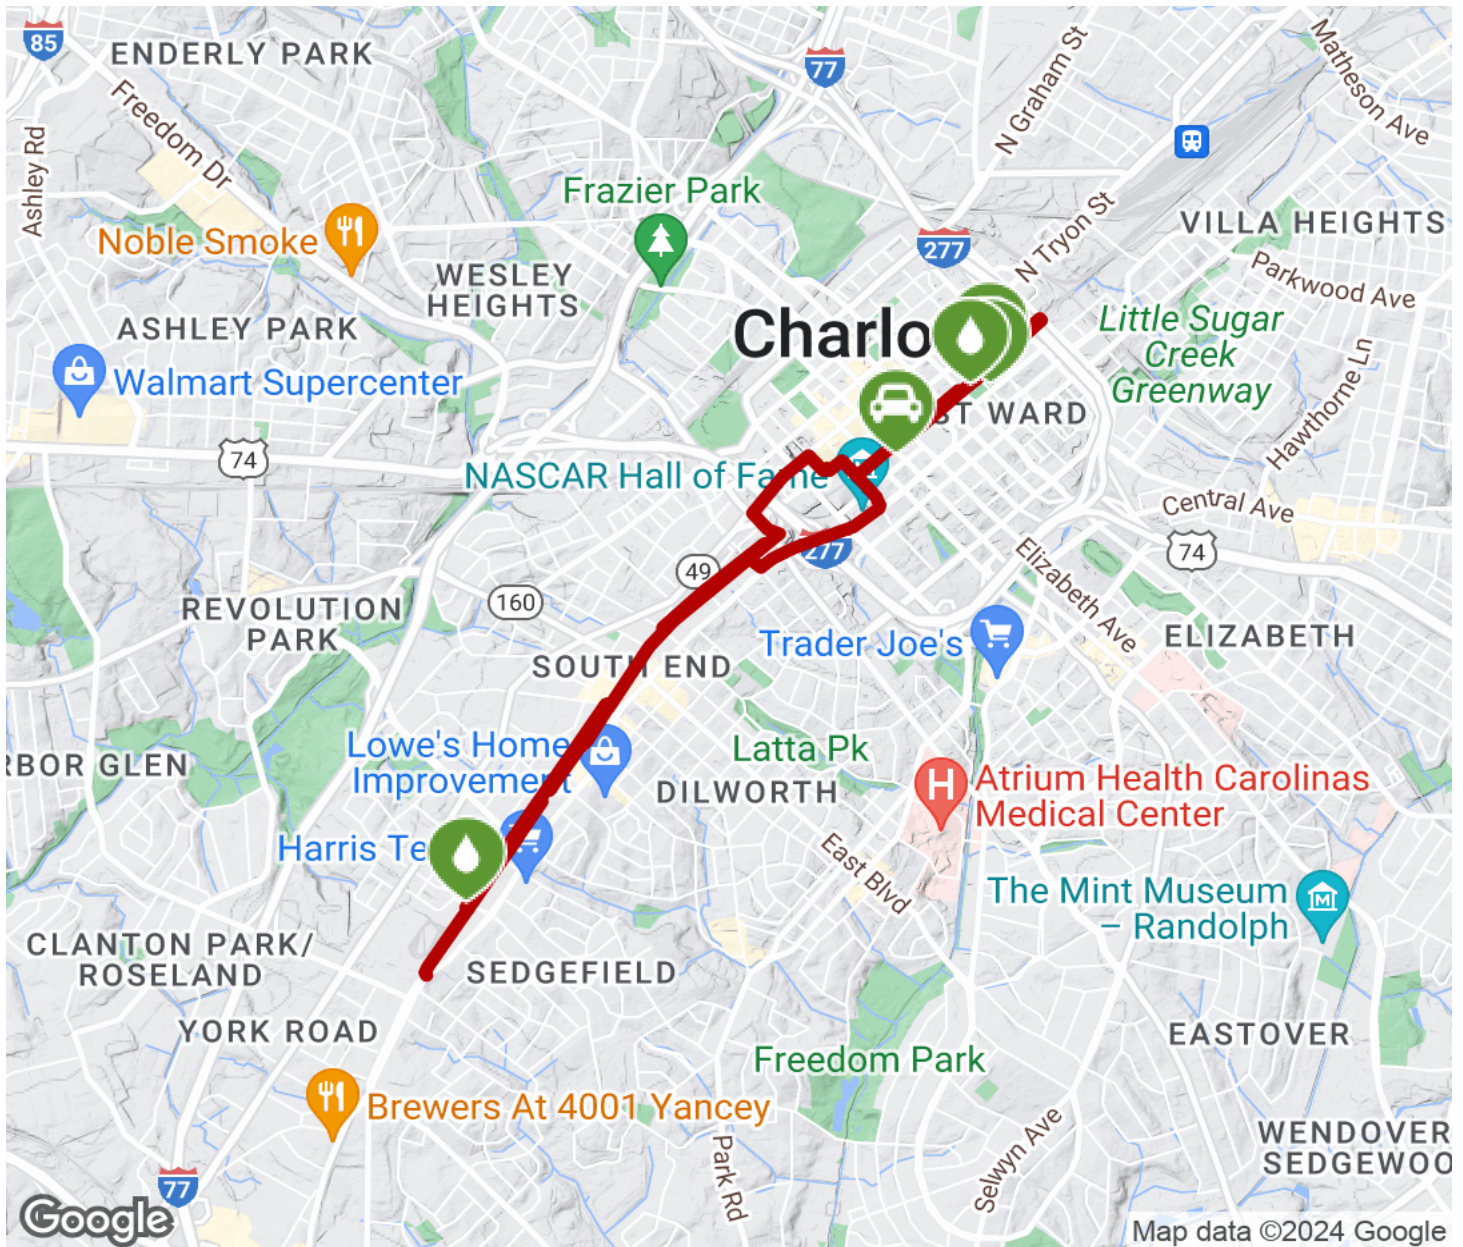 85
ENDERLY PARK
77
N Graham St
Matheson Ave
Ashley Rd
Freedom Dr
Frazier Park
N Tryon St
VILLA HEIGHTS
Noble Smoke
277
WESLEY
HEIGHTS
Parkwood Ave
ASHLEY PARK
Charlo
Little Sugar
Creek
Greenway
Walmart Supercenter
Hawthorne Ln
ST WARD
74
NASCAR Hall of Fame
Central Ave
277
74
49
160
Elizabeth Ave
REVOLUTION
PARK
Trader Joe's
ELIZABETH
SOUTH END
Lowe's Home
Improvement
Latta Pk
RBOR GLEN
DILWORTH
H
Atrium Health Carolinas
Medical Center
Harris Te
East Blvd
The Mint Museum
– Randolph
M
CLANTON PARK/
ROSELAND
SEDGEFIELD
YORK ROAD
EASTOVER
Freedom Park
Brewers At 4001 Yancey
Park Rd
Selwyn Ave
WENDOVER
SEDGEWOO
77
Google
Map data ©2024 Google